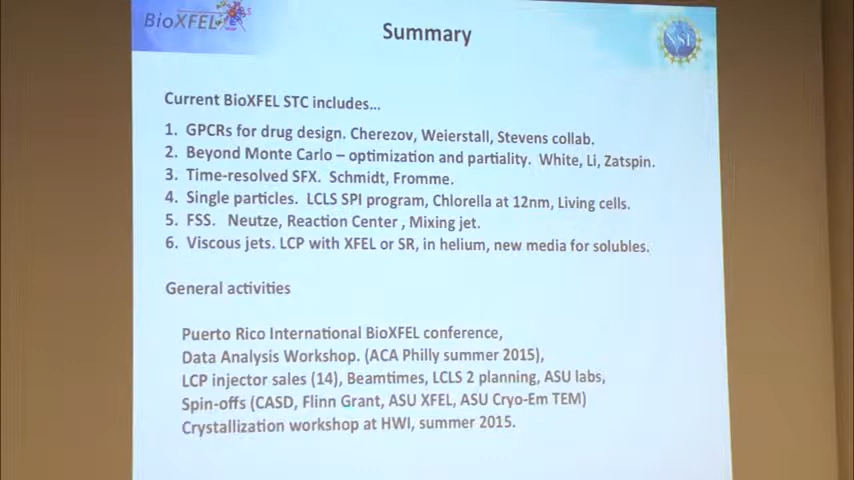 BioXFEL
Summary
NSF
Current BioXFEL STC includes...
1. GPCRs for drug design. Cherezov, Weierstall, Stevens collab.
2. Beyond Monte Carlo – optimization and partiality. White, Li, Zatspin.
3. Time-resolved SFX. Schmidt, Fromme.
4. Single particles. LCLS SPI program, Chlorella at 12nm, Living cells.
5. FSS. Neutze, Reaction Center , Mixing jet.
6. Viscous jets. LCP with XFEL or SR, in helium, new media for solubles.
General activities
Puerto Rico International BioXFEL conference,
Data Analysis Workshop. (ACA Philly summer 2015),
LCP injector sales (14), Beamtimes, LCLS 2 planning, ASU labs,
Spin-offs (CASD, Flinn Grant, ASU XFEL, ASU Cryo-Em TEM)
Crystallization workshop at HWI, summer 2015.